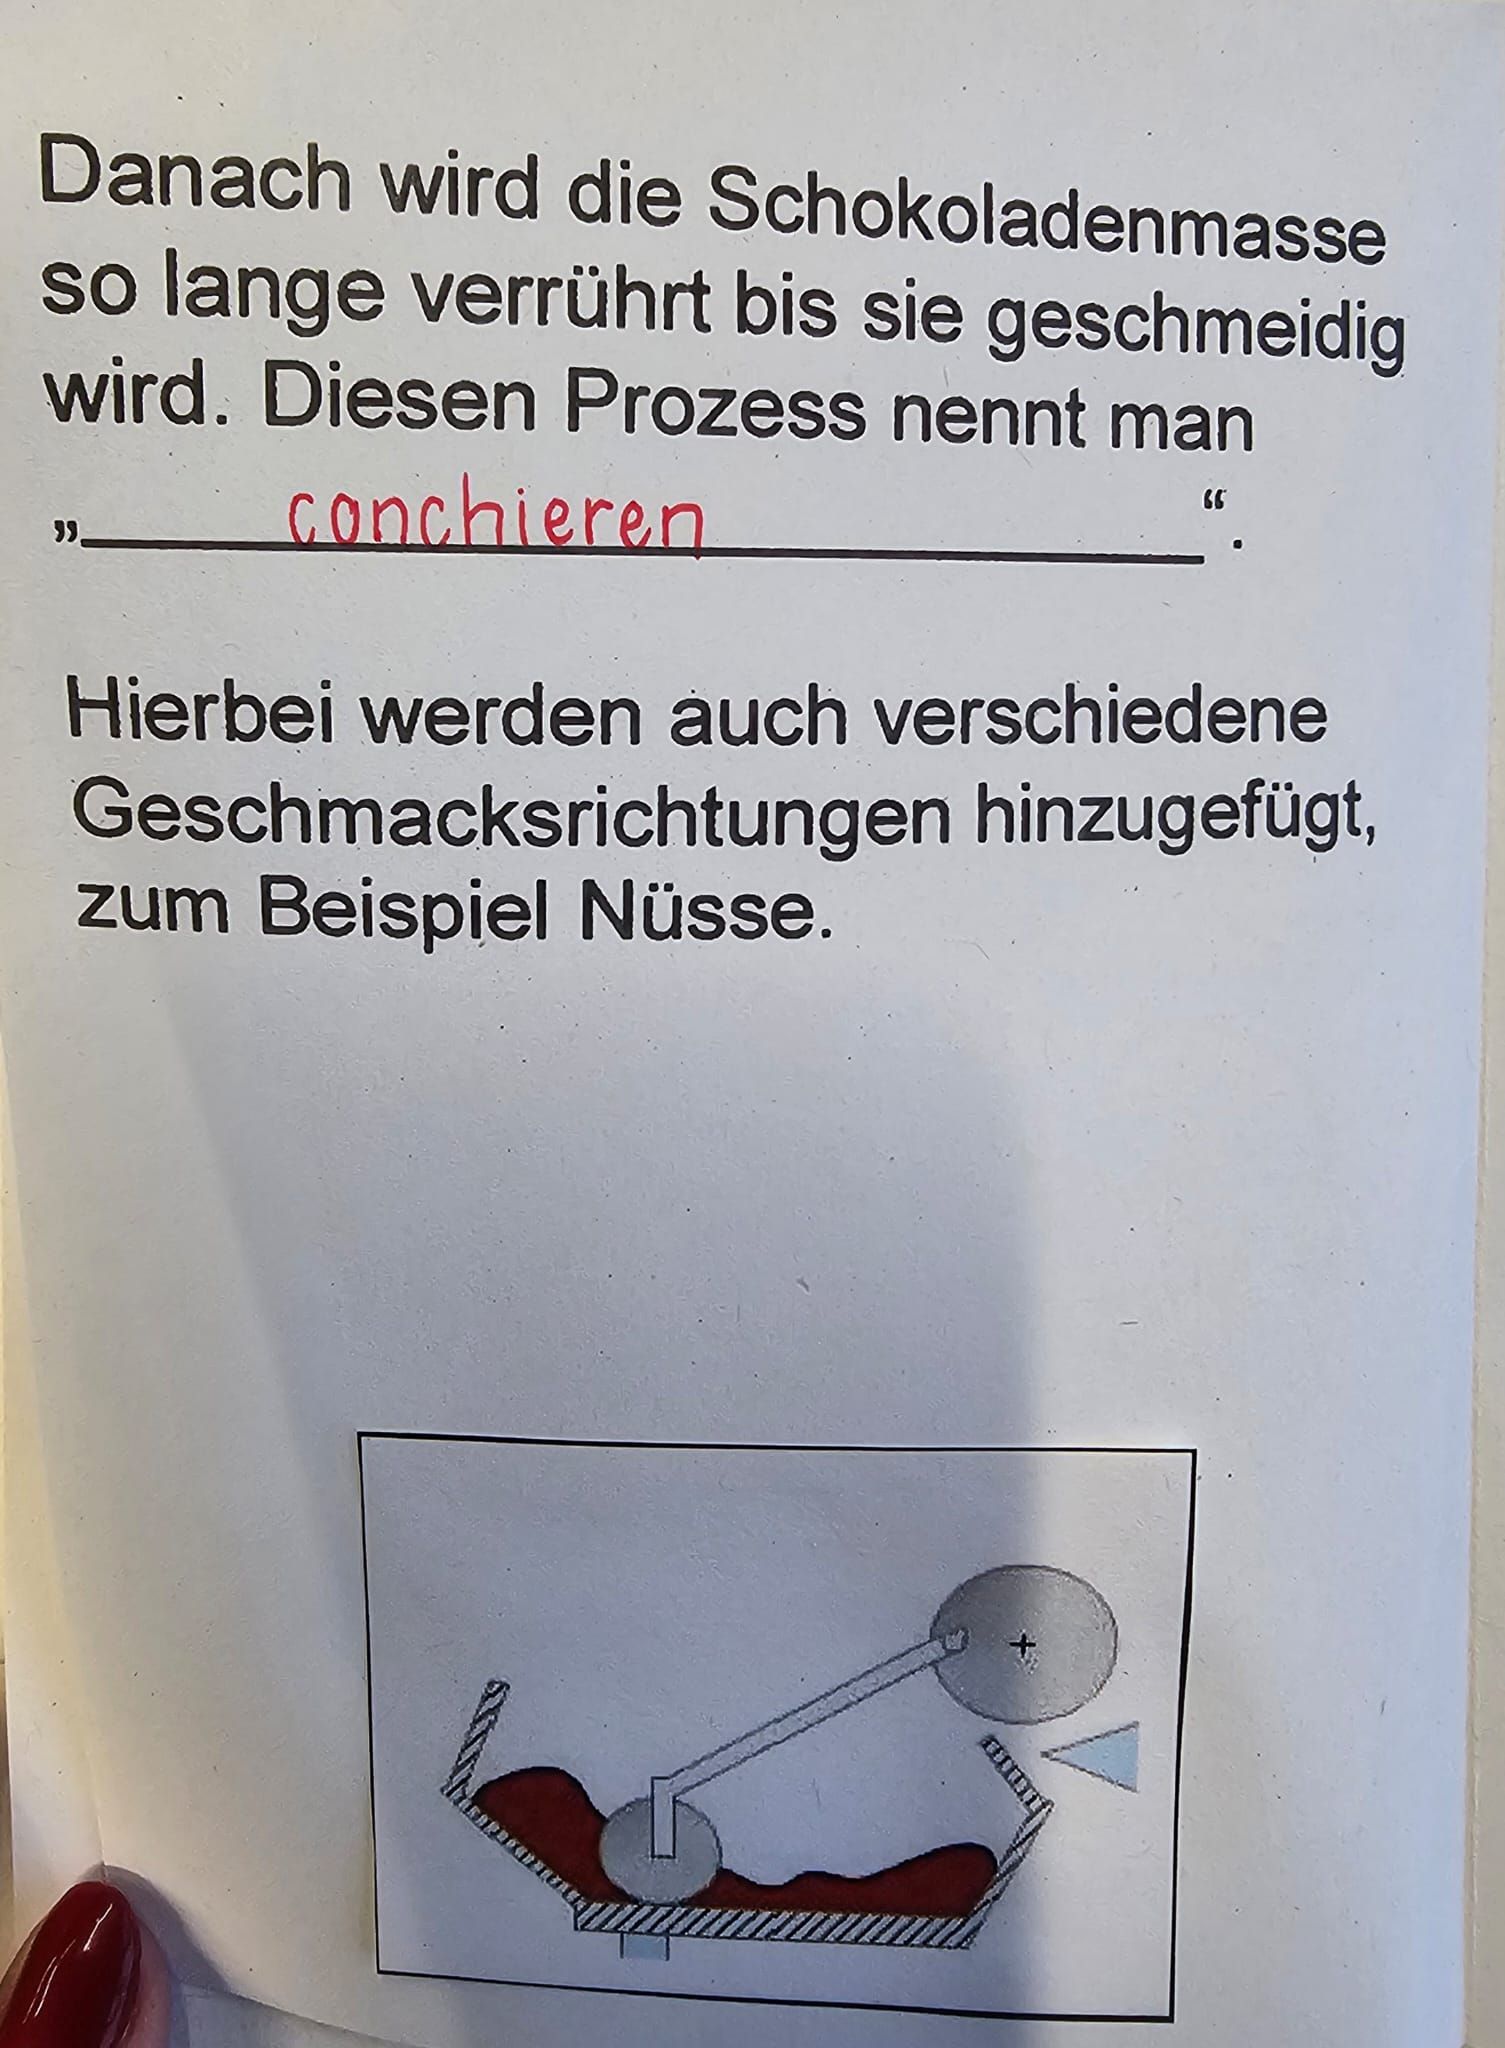 Danach wird die Schokoladenmasse
so lange verrührt bis sie geschmeidig
wird. Diesen Prozess nennt man
„ conchieren “.
Hierbei werden auch verschiedene
Geschmacksrichtungen hinzugefügt,
zum Beispiel Nüsse.